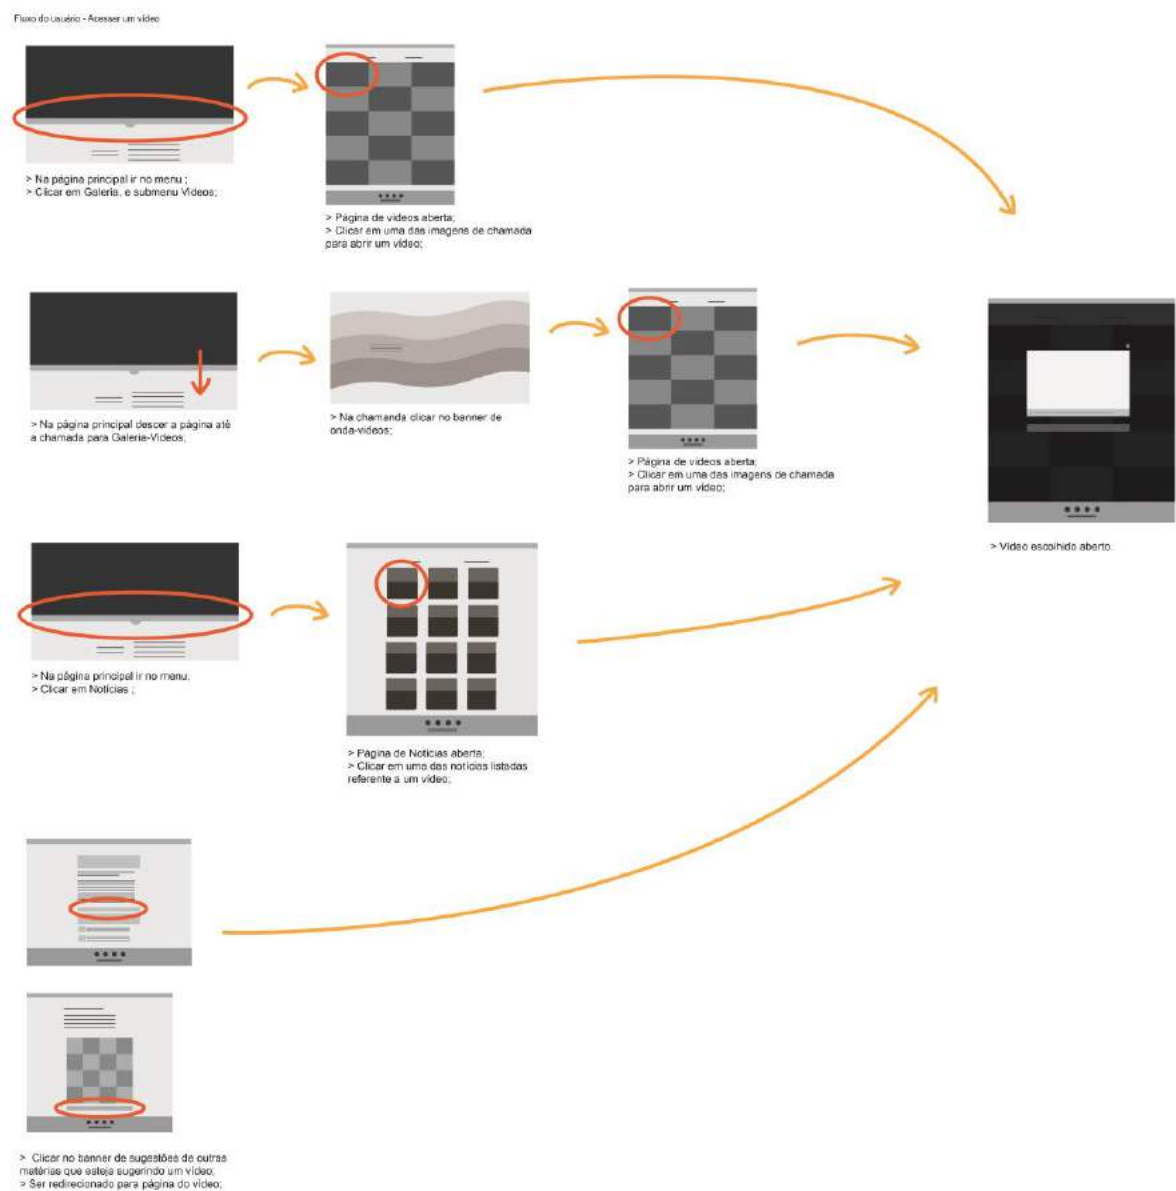 Fluxo do usuário - Acessar um vídeo
> Na página principal ir no menu ;
> Clicar em Galeria, e submenu Vídeos;
> Página de vídeos aberta;
> Clicar em uma das imagens de chamada
para abrir um vídeo;
> Na página principal descer a página até
a chamada para Galeria-Vídeos;
> Na chamanda clicar no banner de
onda-vídeos;
> Página de vídeos aberta;
> Clicar em uma das imagens de chamada
para abrir um vídeo;
> Vídeo escolhido aberto.
> Na página principal ir no menu;
> Clicar em Notícias ;
> Página de Notícias aberta;
> Clicar em uma das notícias listadas
referente a um vídeo;
> Clicar no banner de sugestões de outras
matérias que esteja sugerindo um vídeo;
> Ser redirecionado para página do vídeo;